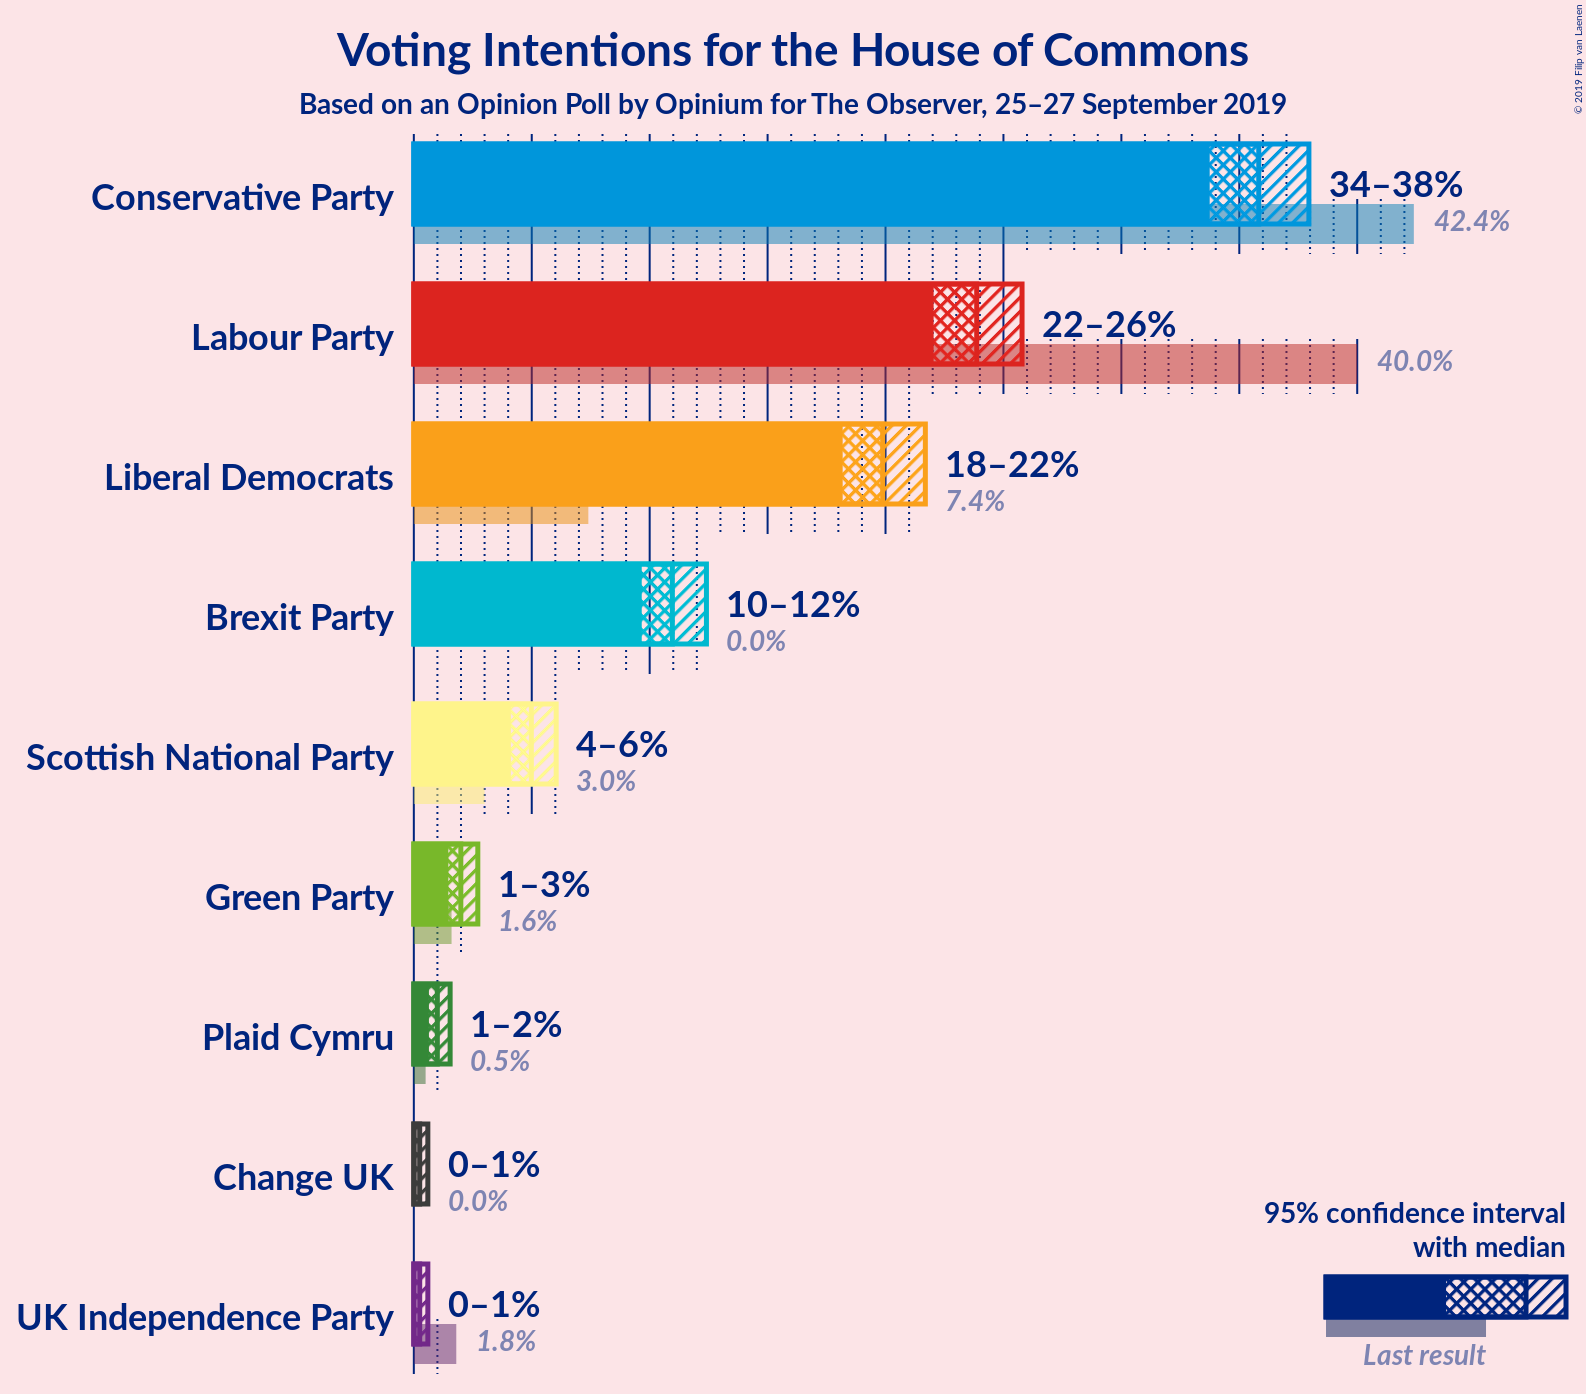 Voting Intentions for the House of Commons
Based on an Opinion Poll by Opinium for The Observer, 25–27 September 2019
© 2019 Filip van Laenen
Conservative Party
34–38%
42.4%
Labour Party
22–26%
40.0%
Liberal Democrats
18–22%
7.4%
Brexit Party
10–12%
0.0%
Scottish National Party
4–6%
3.0%
Green Party
1–3%
1.6%
Plaid Cymru
1–2%
0.5%
Change UK
0–1%
0.0%
UK Independence Party
0–1%
1.8%
95% confidence interval
with median
Last result